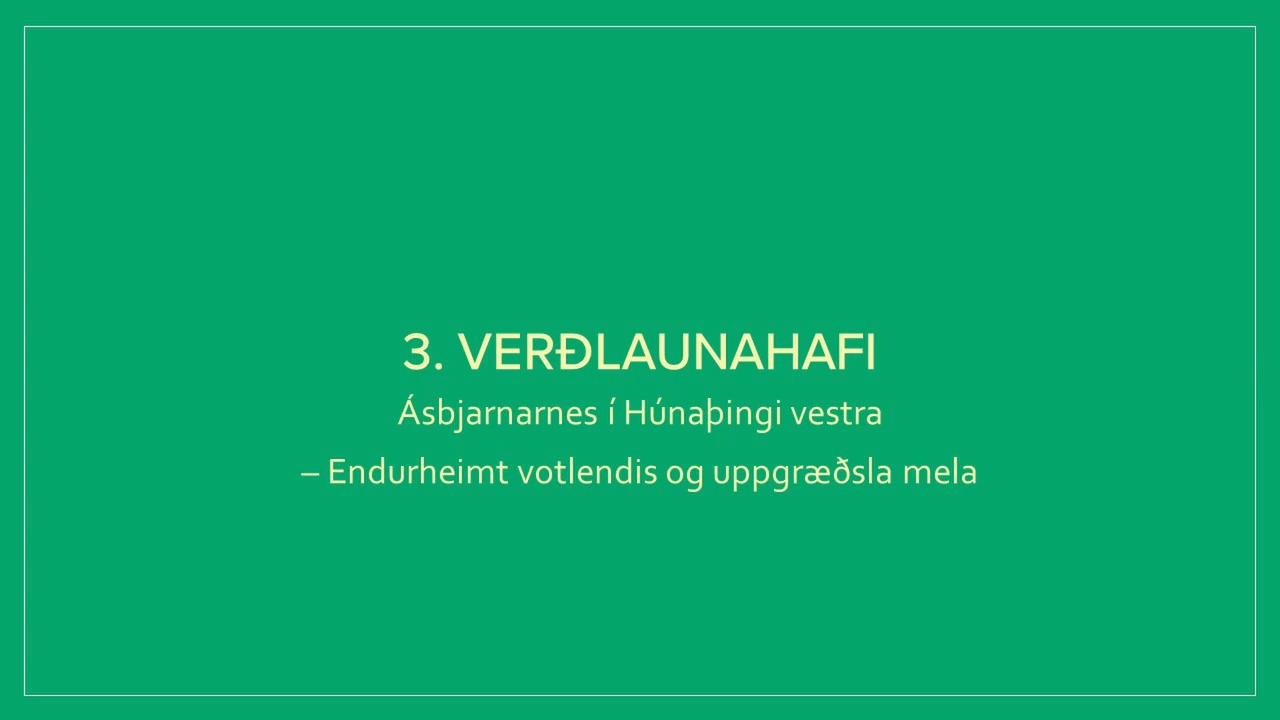 3. VERÐLAUNAHAFI
Ásbjarnarnes í Húnaþingi vestra
– Endurheimt votlendis og uppgræðsla mela